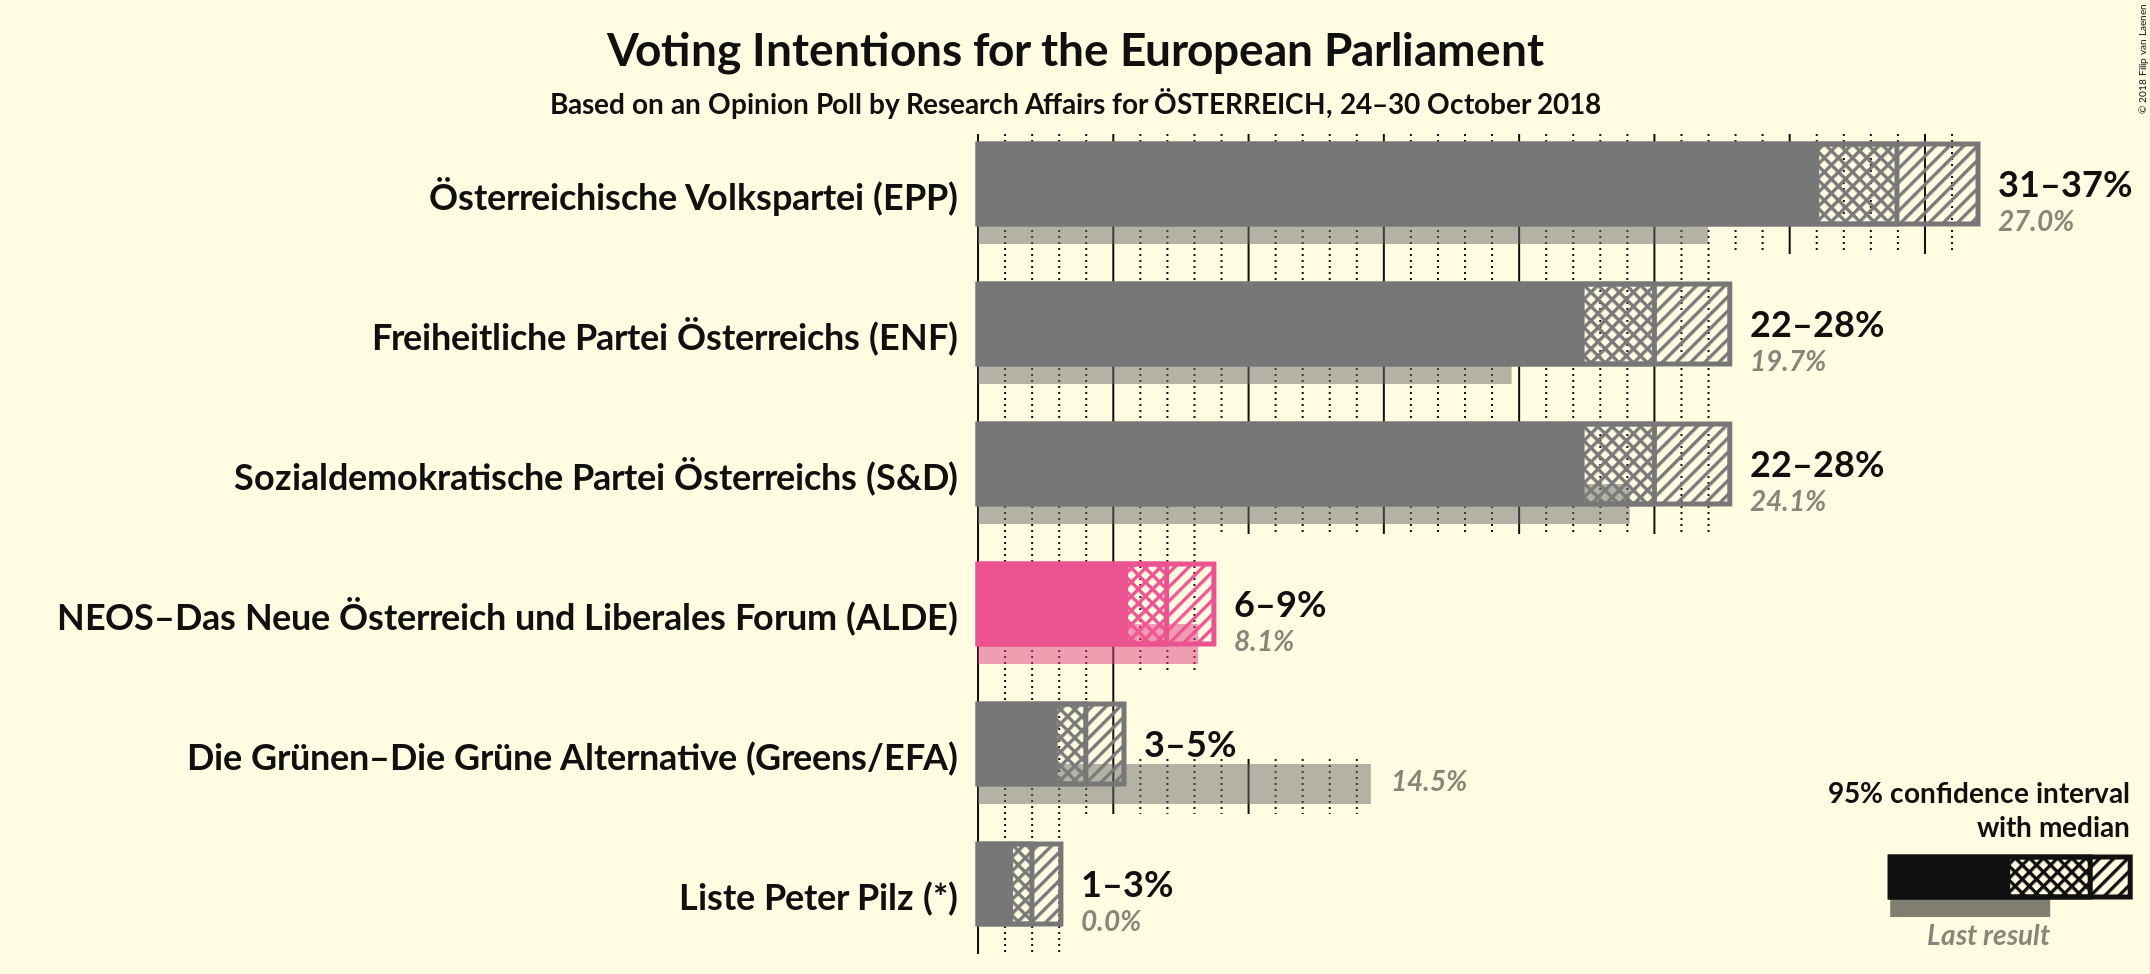 © 2018 Filip van Laenen
Voting Intentions for the European Parliament
Based on an Opinion Poll by Research Affairs for ÖSTERREICH, 24–30 October 2018
Österreichische Volkspartei (EPP)
31–37%
27.0%
Freiheitliche Partei Österreichs (ENF)
22–28%
19.7%
Sozialdemokratische Partei Österreichs (S&D)
22–28%
24.1%
NEOS–Das Neue Österreich und Liberales Forum (ALDE)
6–9%
8.1%
Die Grünen–Die Grüne Alternative (Greens/EFA)
3–5%
14.5%
Liste Peter Pilz (*)
1–3%
0.0%
95% confidence interval
with median
Last result